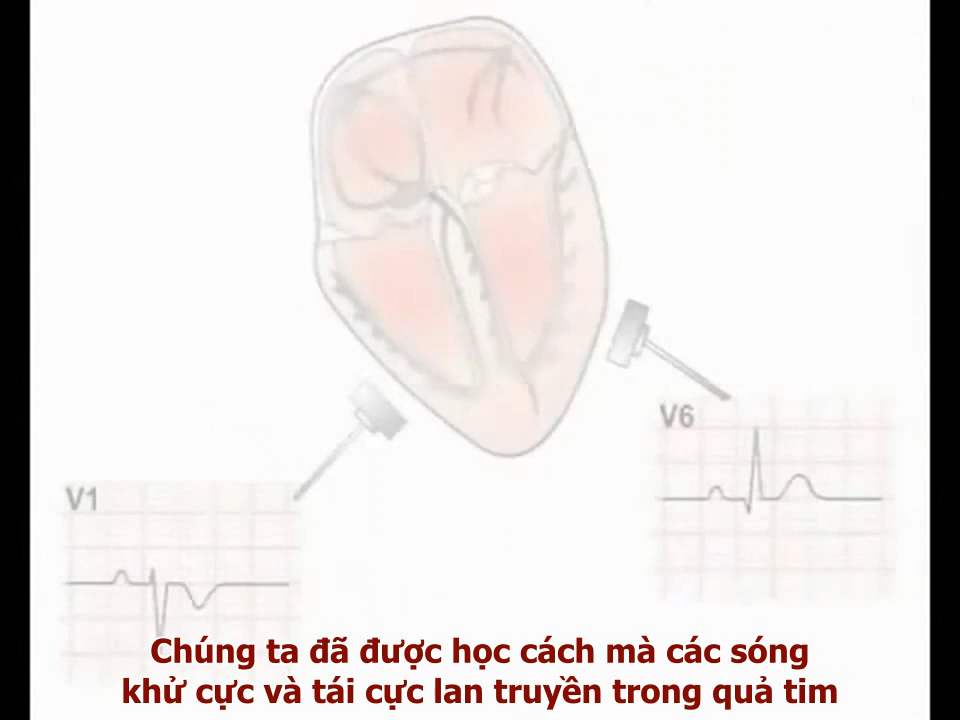 V6
V1
Chúng ta đã được học cách mà các sóng
khử cực và tái cực lan truyền trong quả tim